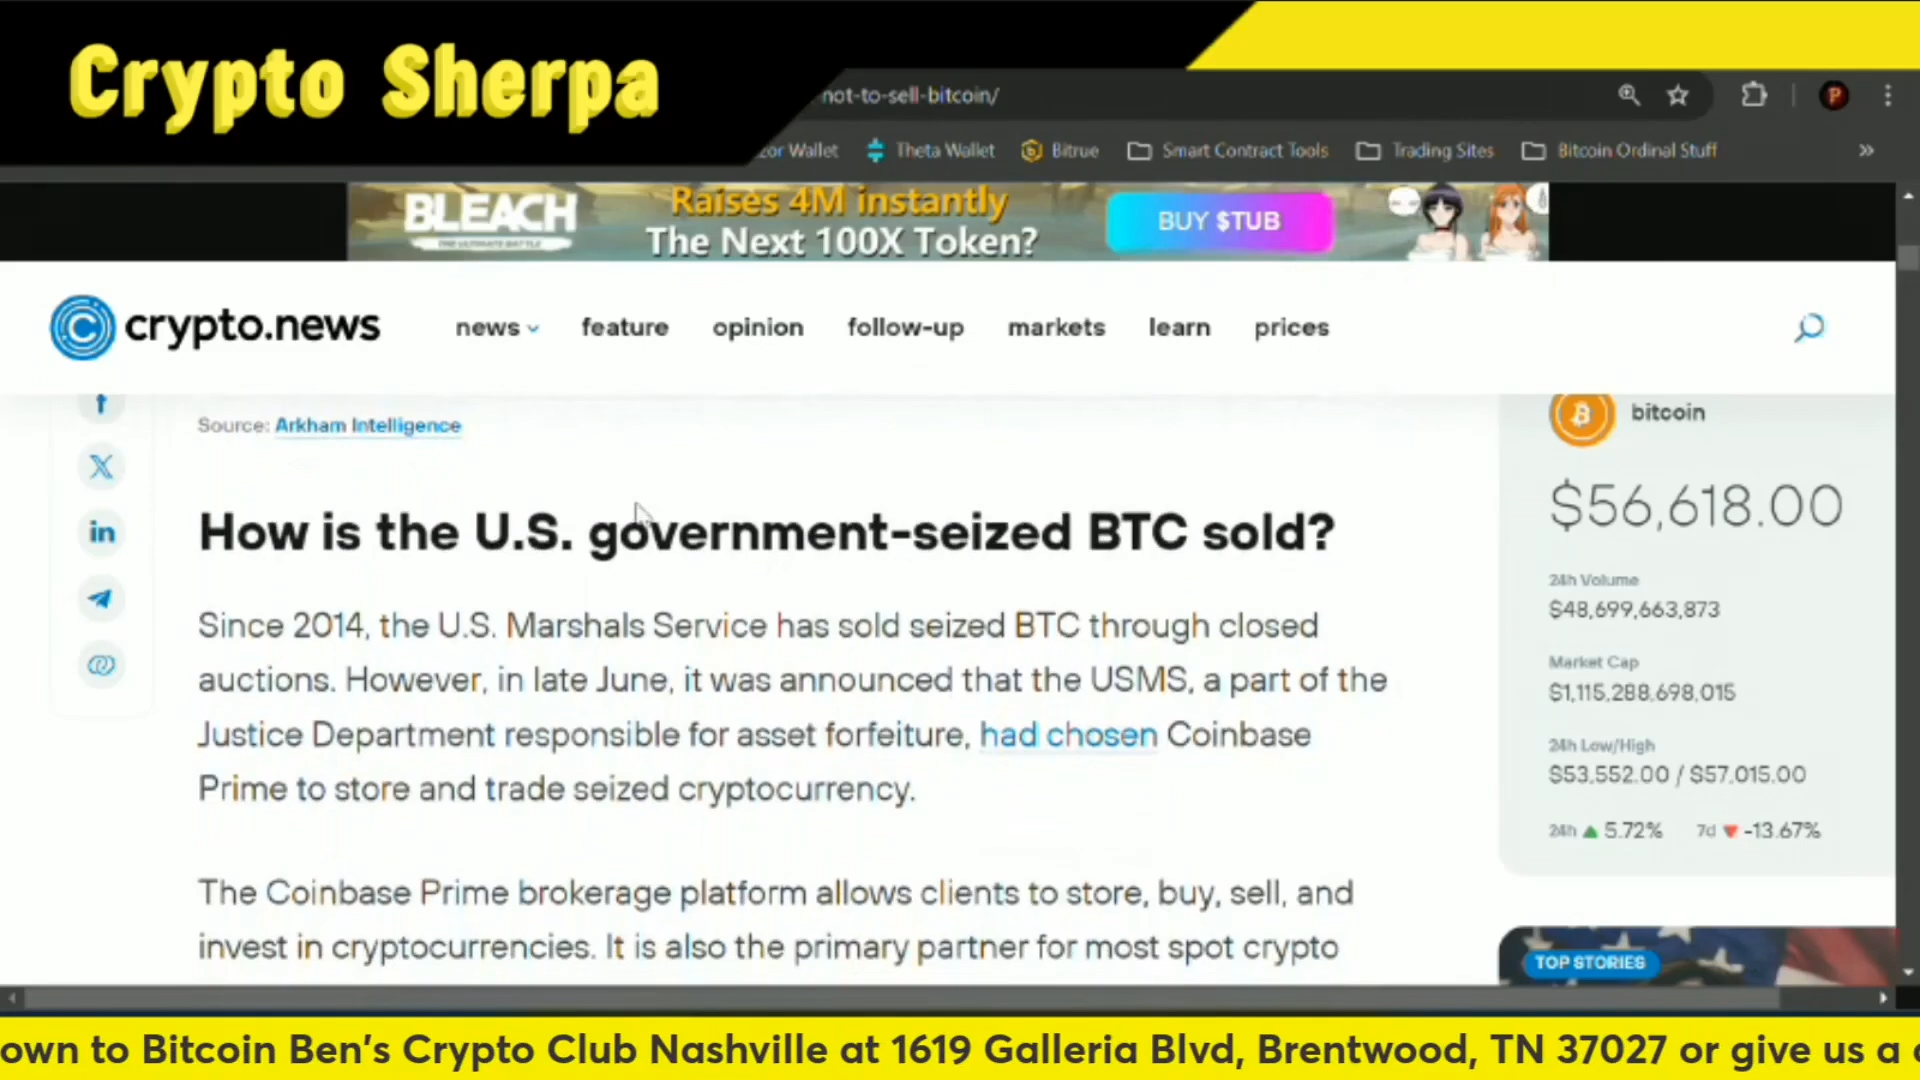 Crypto Sherpa
not-to-sell-bitcoin/
zor Wallet Theta Wallet Bitrue Smart Contract Tools Trading Sites Bitcoin Ordinal Stuff »
BLEACH
Raises 4M instantly
The Next 100X Token?
BUY $TUB
crypto.news news feature opinion follow-up markets learn prices
Source: Arkham Intelligence
How is the U.S. government-seized BTC sold?
Since 2014, the U.S. Marshals Service has sold seized BTC through closed
auctions. However, in late June, it was announced that the USMS, a part of the
Justice Department responsible for asset forfeiture, had chosen Coinbase
Prime to store and trade seized cryptocurrency.
The Coinbase Prime brokerage platform allows clients to store, buy, sell, and
invest in cryptocurrencies. It is also the primary partner for most spot crypto
bitcoin
$56,618.00
24h Volume
$48,699,663,873
Market Cap
$1,115,288,698,015
24h Low/High
$53,552.00 / $57,015.00
24h ▲ 5.72% 7d ▼ -13.67%
TOP STORIES
own to Bitcoin Ben's Crypto Club Nashville at 1619 Galleria Blvd, Brentwood, TN 37027 or give us a c